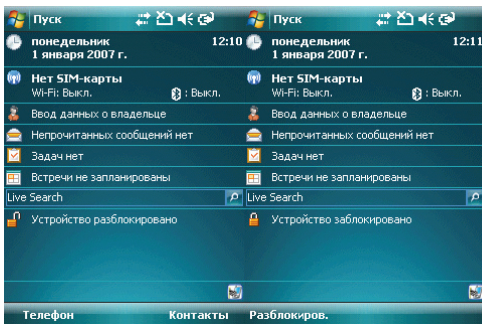 Пуск
понедельник 12:10
1 января 2007 г.
Нет SIM-карты
Wi-Fi: Выкл. : Выкл.
Ввод данных о владельце
Непрочитанных сообщений нет
Задач нет
Встречи не запланированы
Live Search
Устройство разблокировано
Телефон Контакты
Пуск
понедельник 12:11
1 января 2007 г.
Нет SIM-карты
Wi-Fi: Выкл. : Выкл.
Ввод данных о владельце
Непрочитанных сообщений нет
Задач нет
Встречи не запланированы
Live Search
Устройство заблокировано
Разблокиров.